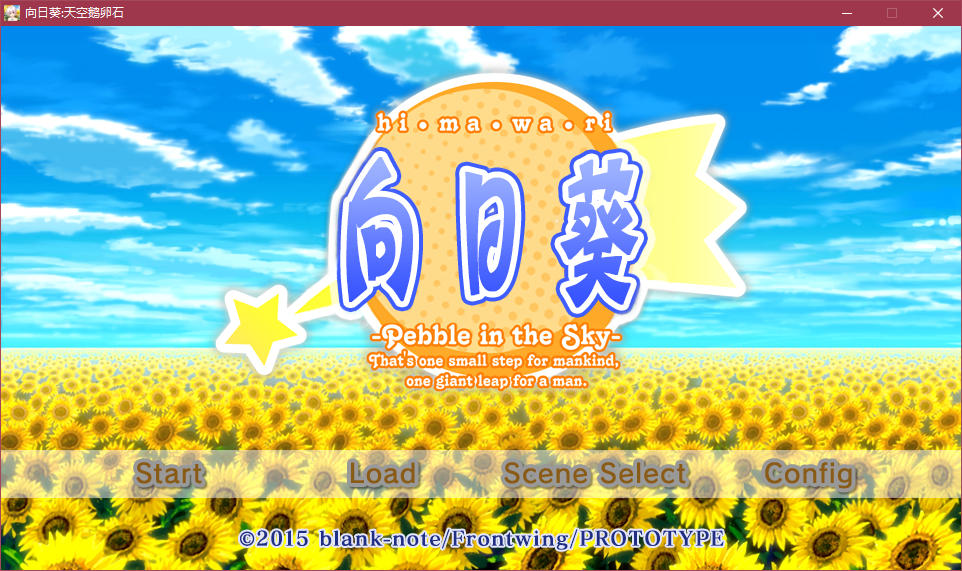 向日葵:天空鹅卵石
hi•ma•wa•ri
向日葵
-Pebble in the Sky-
That's one small step for mankind,
one giant leap for a man.
Start Load Scene Select Config
©2015 blank-note/Frontwing/PROTOTYPE